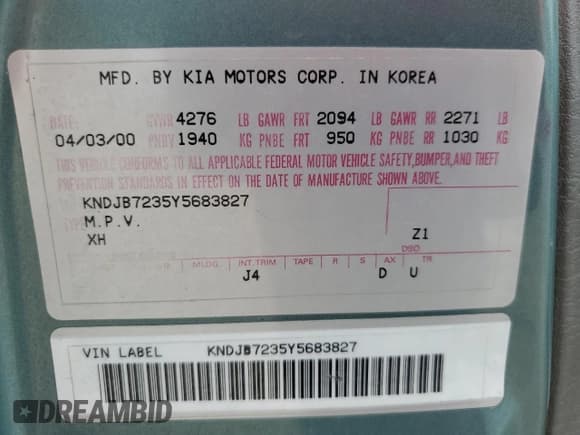 MFD. BY KIA MOTORS CORP. IN KOREA
DATE: GVWR 4276 LB GAWR FRT 2094 LB GAWR RR 2271 LB
04/03/00 PNBV 1940 KG PNBE FRT 950 KG PNBE RR 1030 KG
THIS VEHICLE CONFORMS TO ALL APPLICABLE FEDERAL MOTOR VEHICLE SAFETY,BUMPER,AND THEFT
PREVENTION STANDARDS IN EFFECT ON THE DATE OF MANUFACTURE SHOWN ABOVE.
KNDJB7235Y5683827
TYPE M.P.V.
XH Z1
DSO
MLDG INT.TRIM TAPE R S AX TR
J4 D U
VIN LABEL KNDJB7235Y5683827
DREAMBID